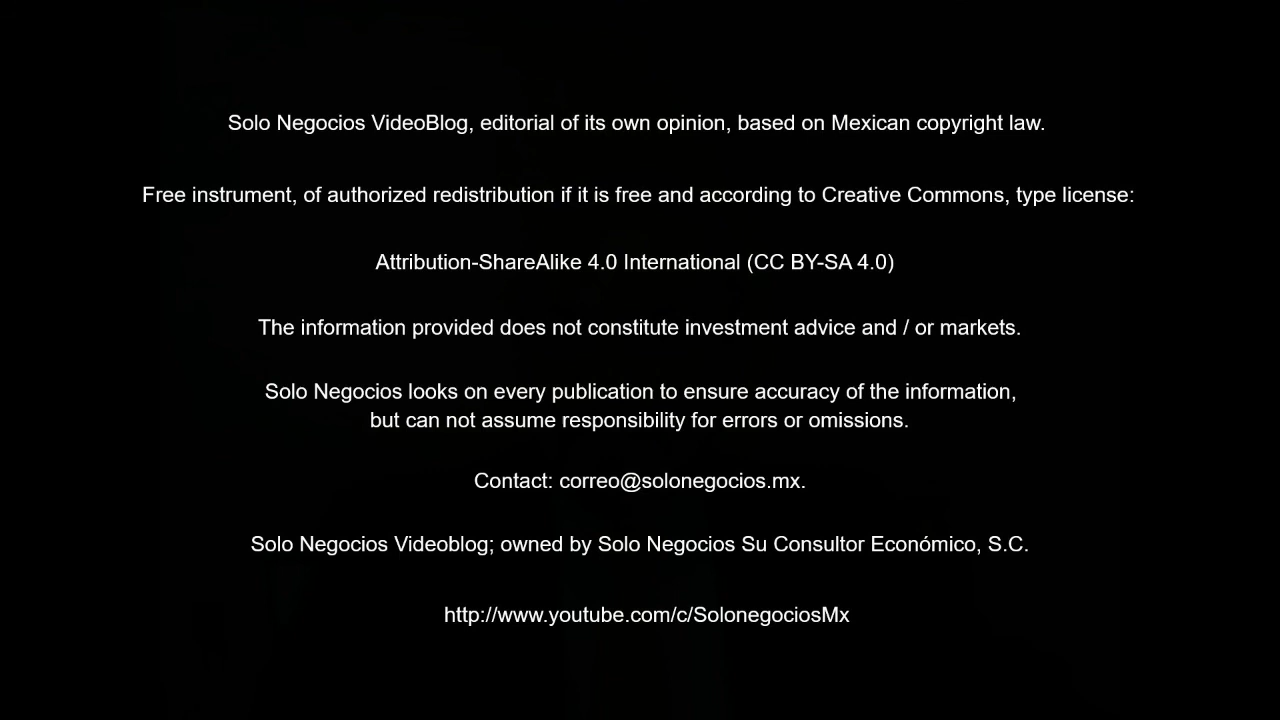 Solo Negocios VideoBlog, editorial of its own opinion, based on Mexican copyright law.
Free instrument, of authorized redistribution if it is free and according to Creative Commons, type license:
Attribution-ShareAlike 4.0 International (CC BY-SA 4.0)
The information provided does not constitute investment advice and / or markets.
Solo Negocios looks on every publication to ensure accuracy of the information,
but can not assume responsibility for errors or omissions.
Contact: correo@solonegocios.mx.
Solo Negocios Videoblog; owned by Solo Negocios Su Consultor Económico, S.C.
http://www.youtube.com/c/SolonegociosMx